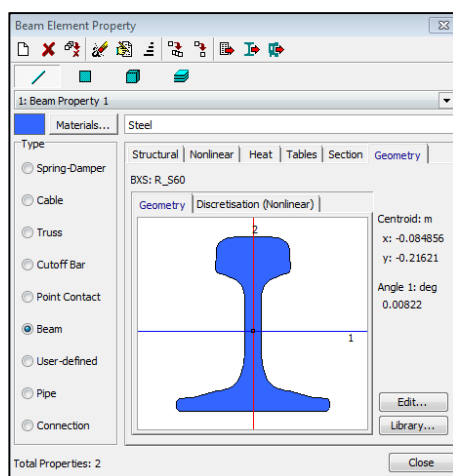 Beam Element Property
1: Beam Property 1
Materials...
Steel
Type
Spring-Damper
Cable
Truss
Cutoff Bar
Point Contact
Beam
User-defined
Pipe
Connection
Structural
Nonlinear
Heat
Tables
Section
Geometry
BXS: R_S60
Geometry
Discretisation (Nonlinear)
2
1
Centroid: m
x: -0.084856
y: -0.21621
Angle 1: deg
0.00822
Edit...
Library...
Total Properties: 2
Close